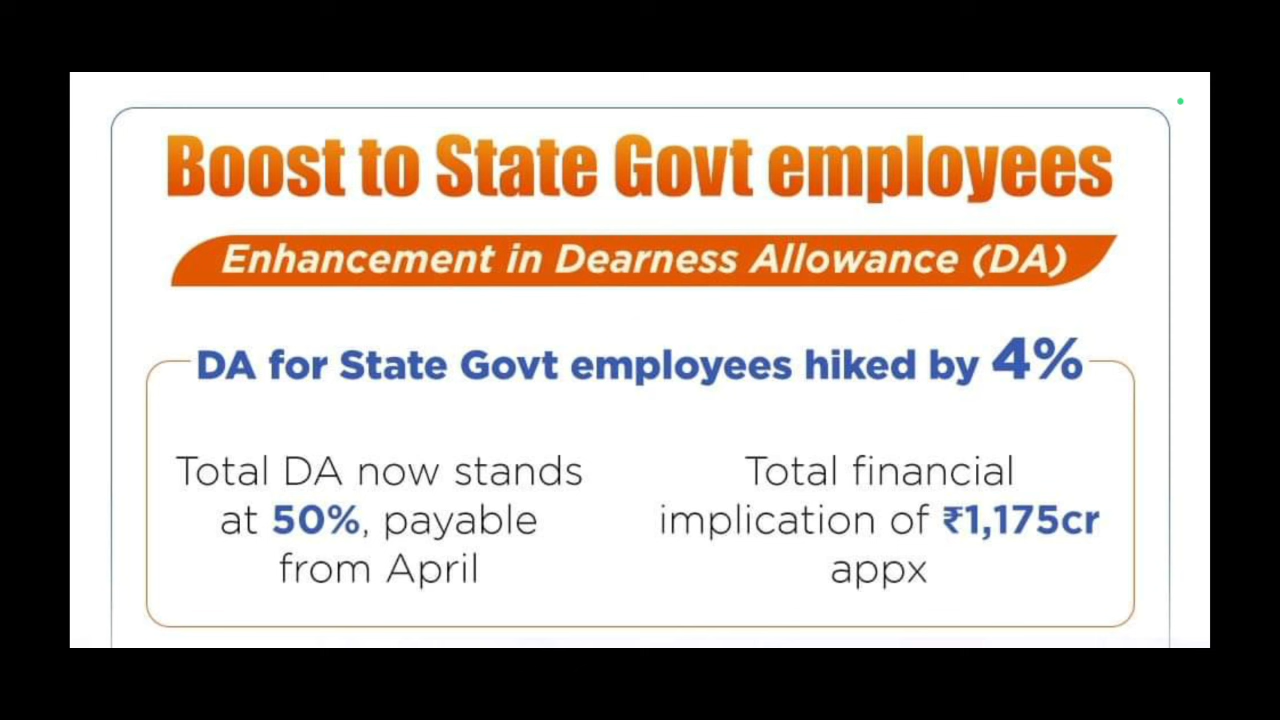 Boost to State Govt employees
Enhancement in Dearness Allowance (DA)
DA for State Govt employees hiked by 4%
Total DA now stands
at 50%, payable
from April
Total financial
implication of ₹1,175cr
appx